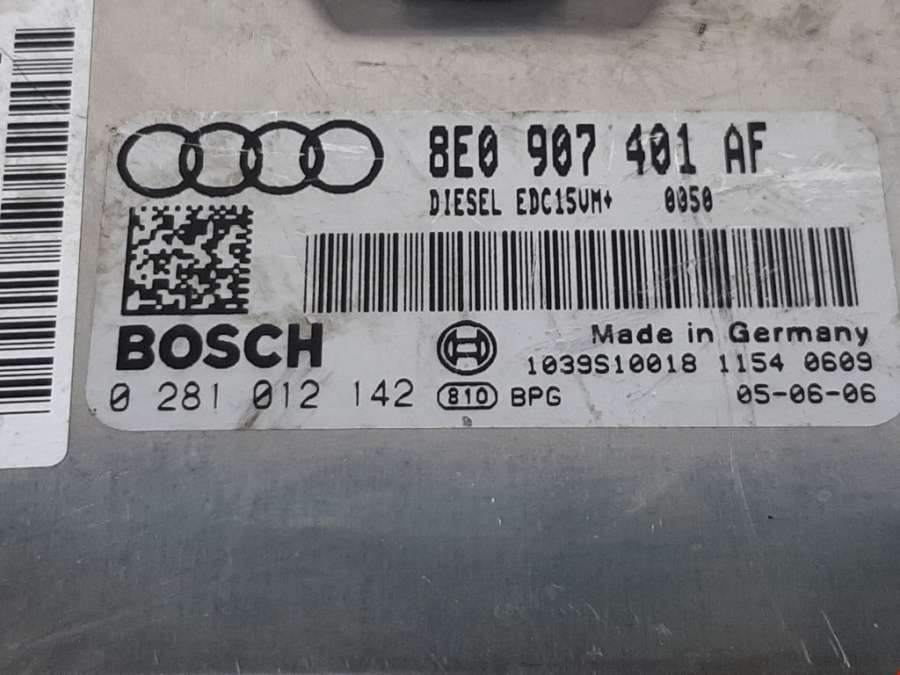 8E0 907 401 AF
DIESEL EDC15VM+ 0050
BOSCH
Made in Germany
1039S10018 1154 0609
0 281 012 142 810 BPG 05-06-06